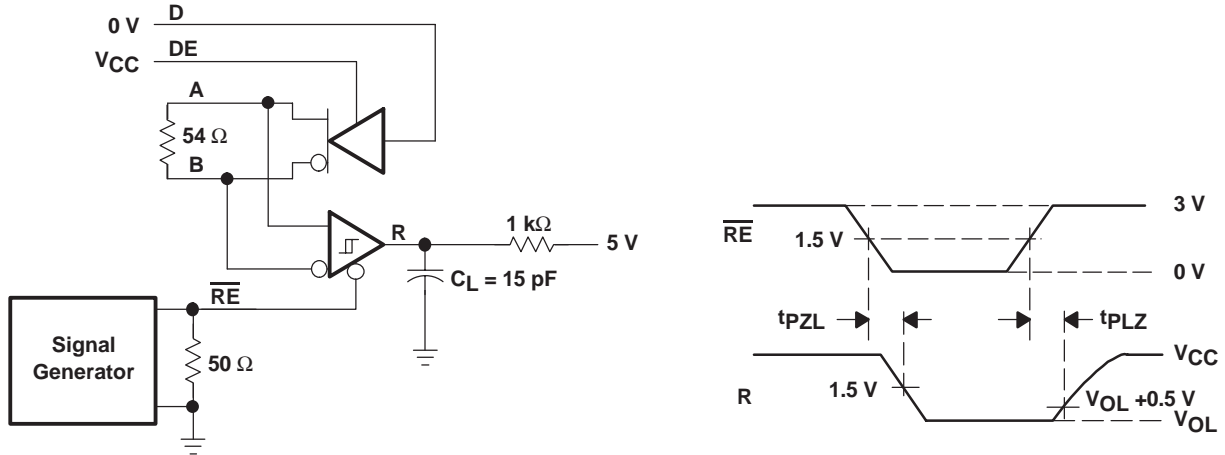 0 V
D
VCC
DE
A
54 Ω
B
R
1 kΩ
5 V
CL = 15 pF
RE
Signal
Generator
50 Ω
3 V
RE
1.5 V
0 V
tPZL
tPLZ
VCC
1.5 V
R
VOL +0.5 V
VOL